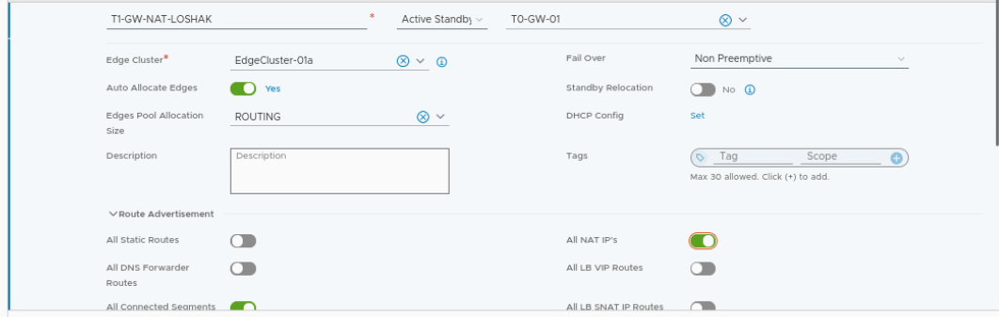 T1-GW-NAT-LOSHAK * Active Standby T0-GW-01
Edge Cluster* EdgeCluster-01a Fail Over Non Preemptive
Auto Allocate Edges Yes Standby Relocation No
Edges Pool Allocation Size ROUTING DHCP Config Set
Description Description Tags Tag Scope
Max 30 allowed. Click (+) to add.
Route Advertisement
All Static Routes All NAT IP's
All DNS Forwarder Routes All LB VIP Routes
All Connected Segments All LB SNAT IP Routes